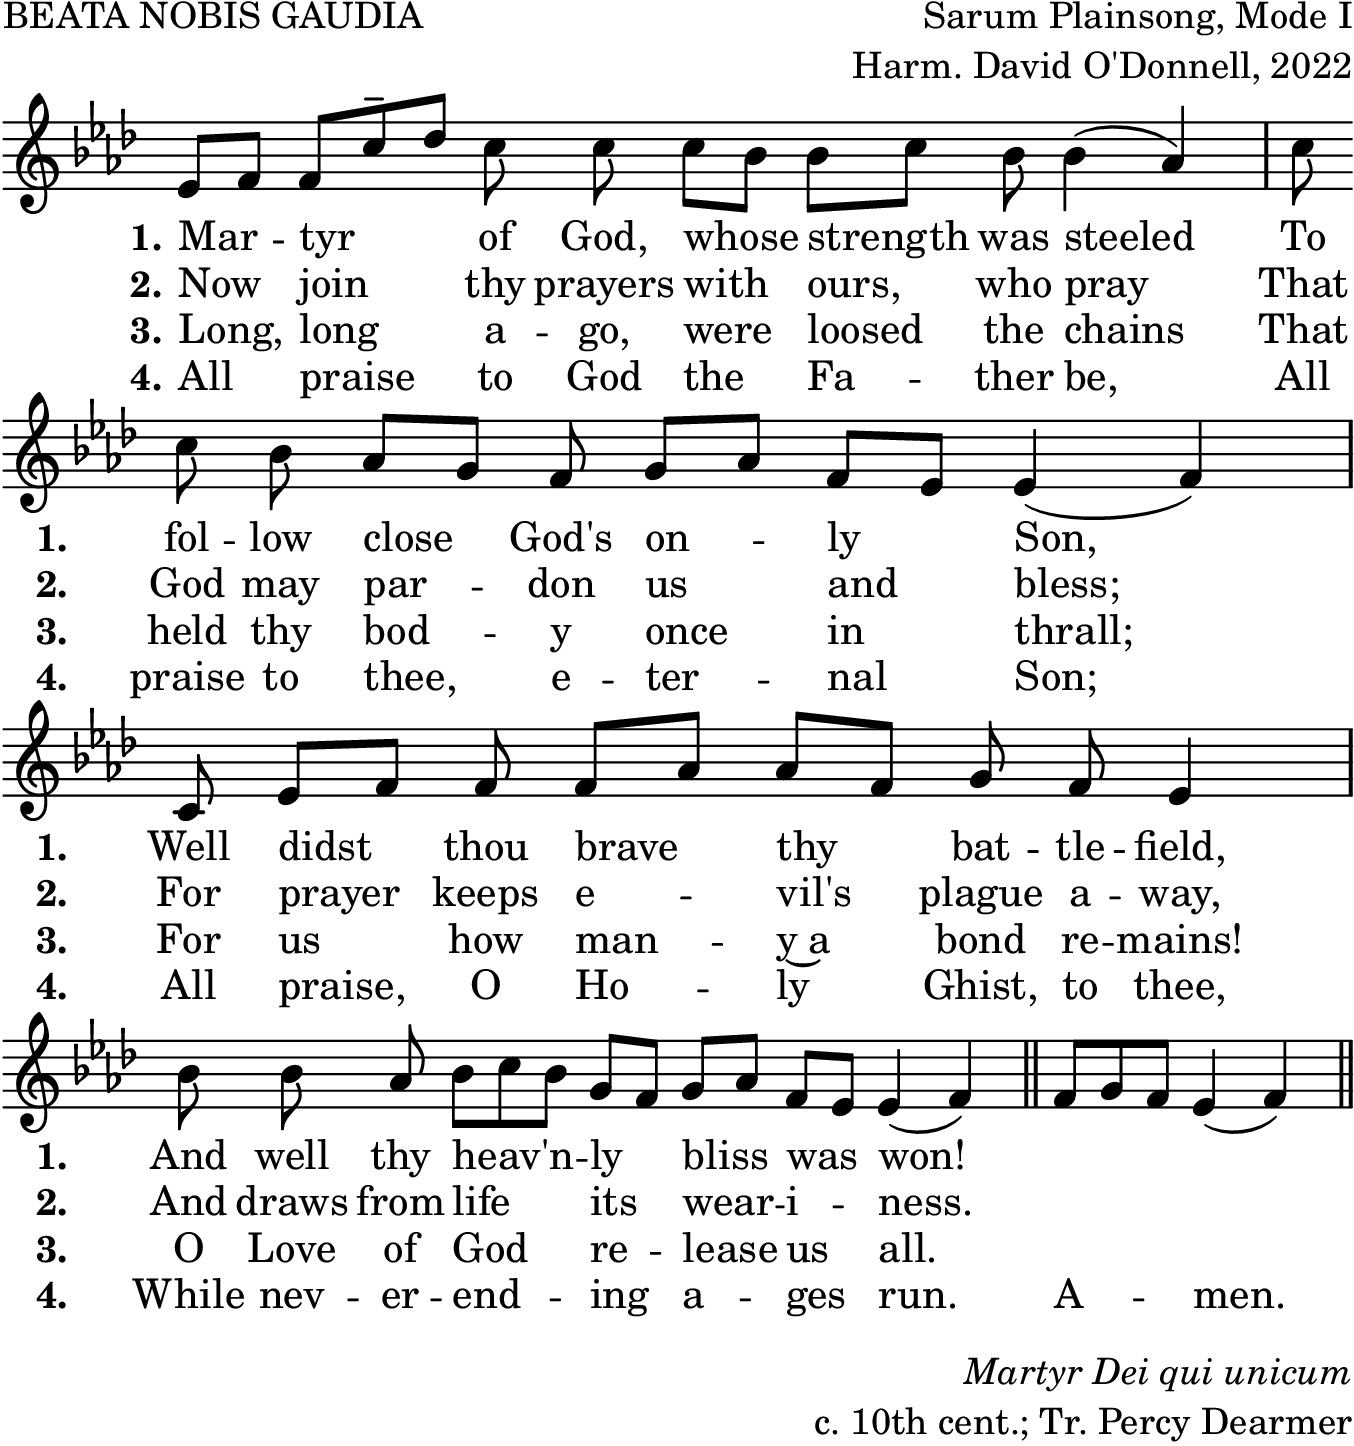 BEATA NOBIS GAUDIA
Sarum Plainsong, Mode I
Harm. David O'Donnell, 2022
1. Mar - tyr of God, whose strength was steeled To
2. Now join thy prayers with ours, who pray That
3. Long, long a - go, were loosed the chains That
4. All praise to God the Fa - ther be, All
1. fol - low close God's on - ly Son,
2. God may par - don us and bless;
3. held thy bod - y once in thrall;
4. praise to thee, e - ter - nal Son;
1. Well didst thou brave thy bat - tle - field,
2. For prayer keeps e - vil's plague a - way,
3. For us how man - y‿a bond re - mains!
4. All praise, O Ho - ly Ghist, to thee,
1. And well thy heav'n - ly bliss was won!
2. And draws from life its wear - i - ness.
3. O Love of God re - lease us all.
4. While nev - er - end - ing a - ges run. A - men.
Martyr Dei qui unicum
c. 10th cent.; Tr. Percy Dearmer